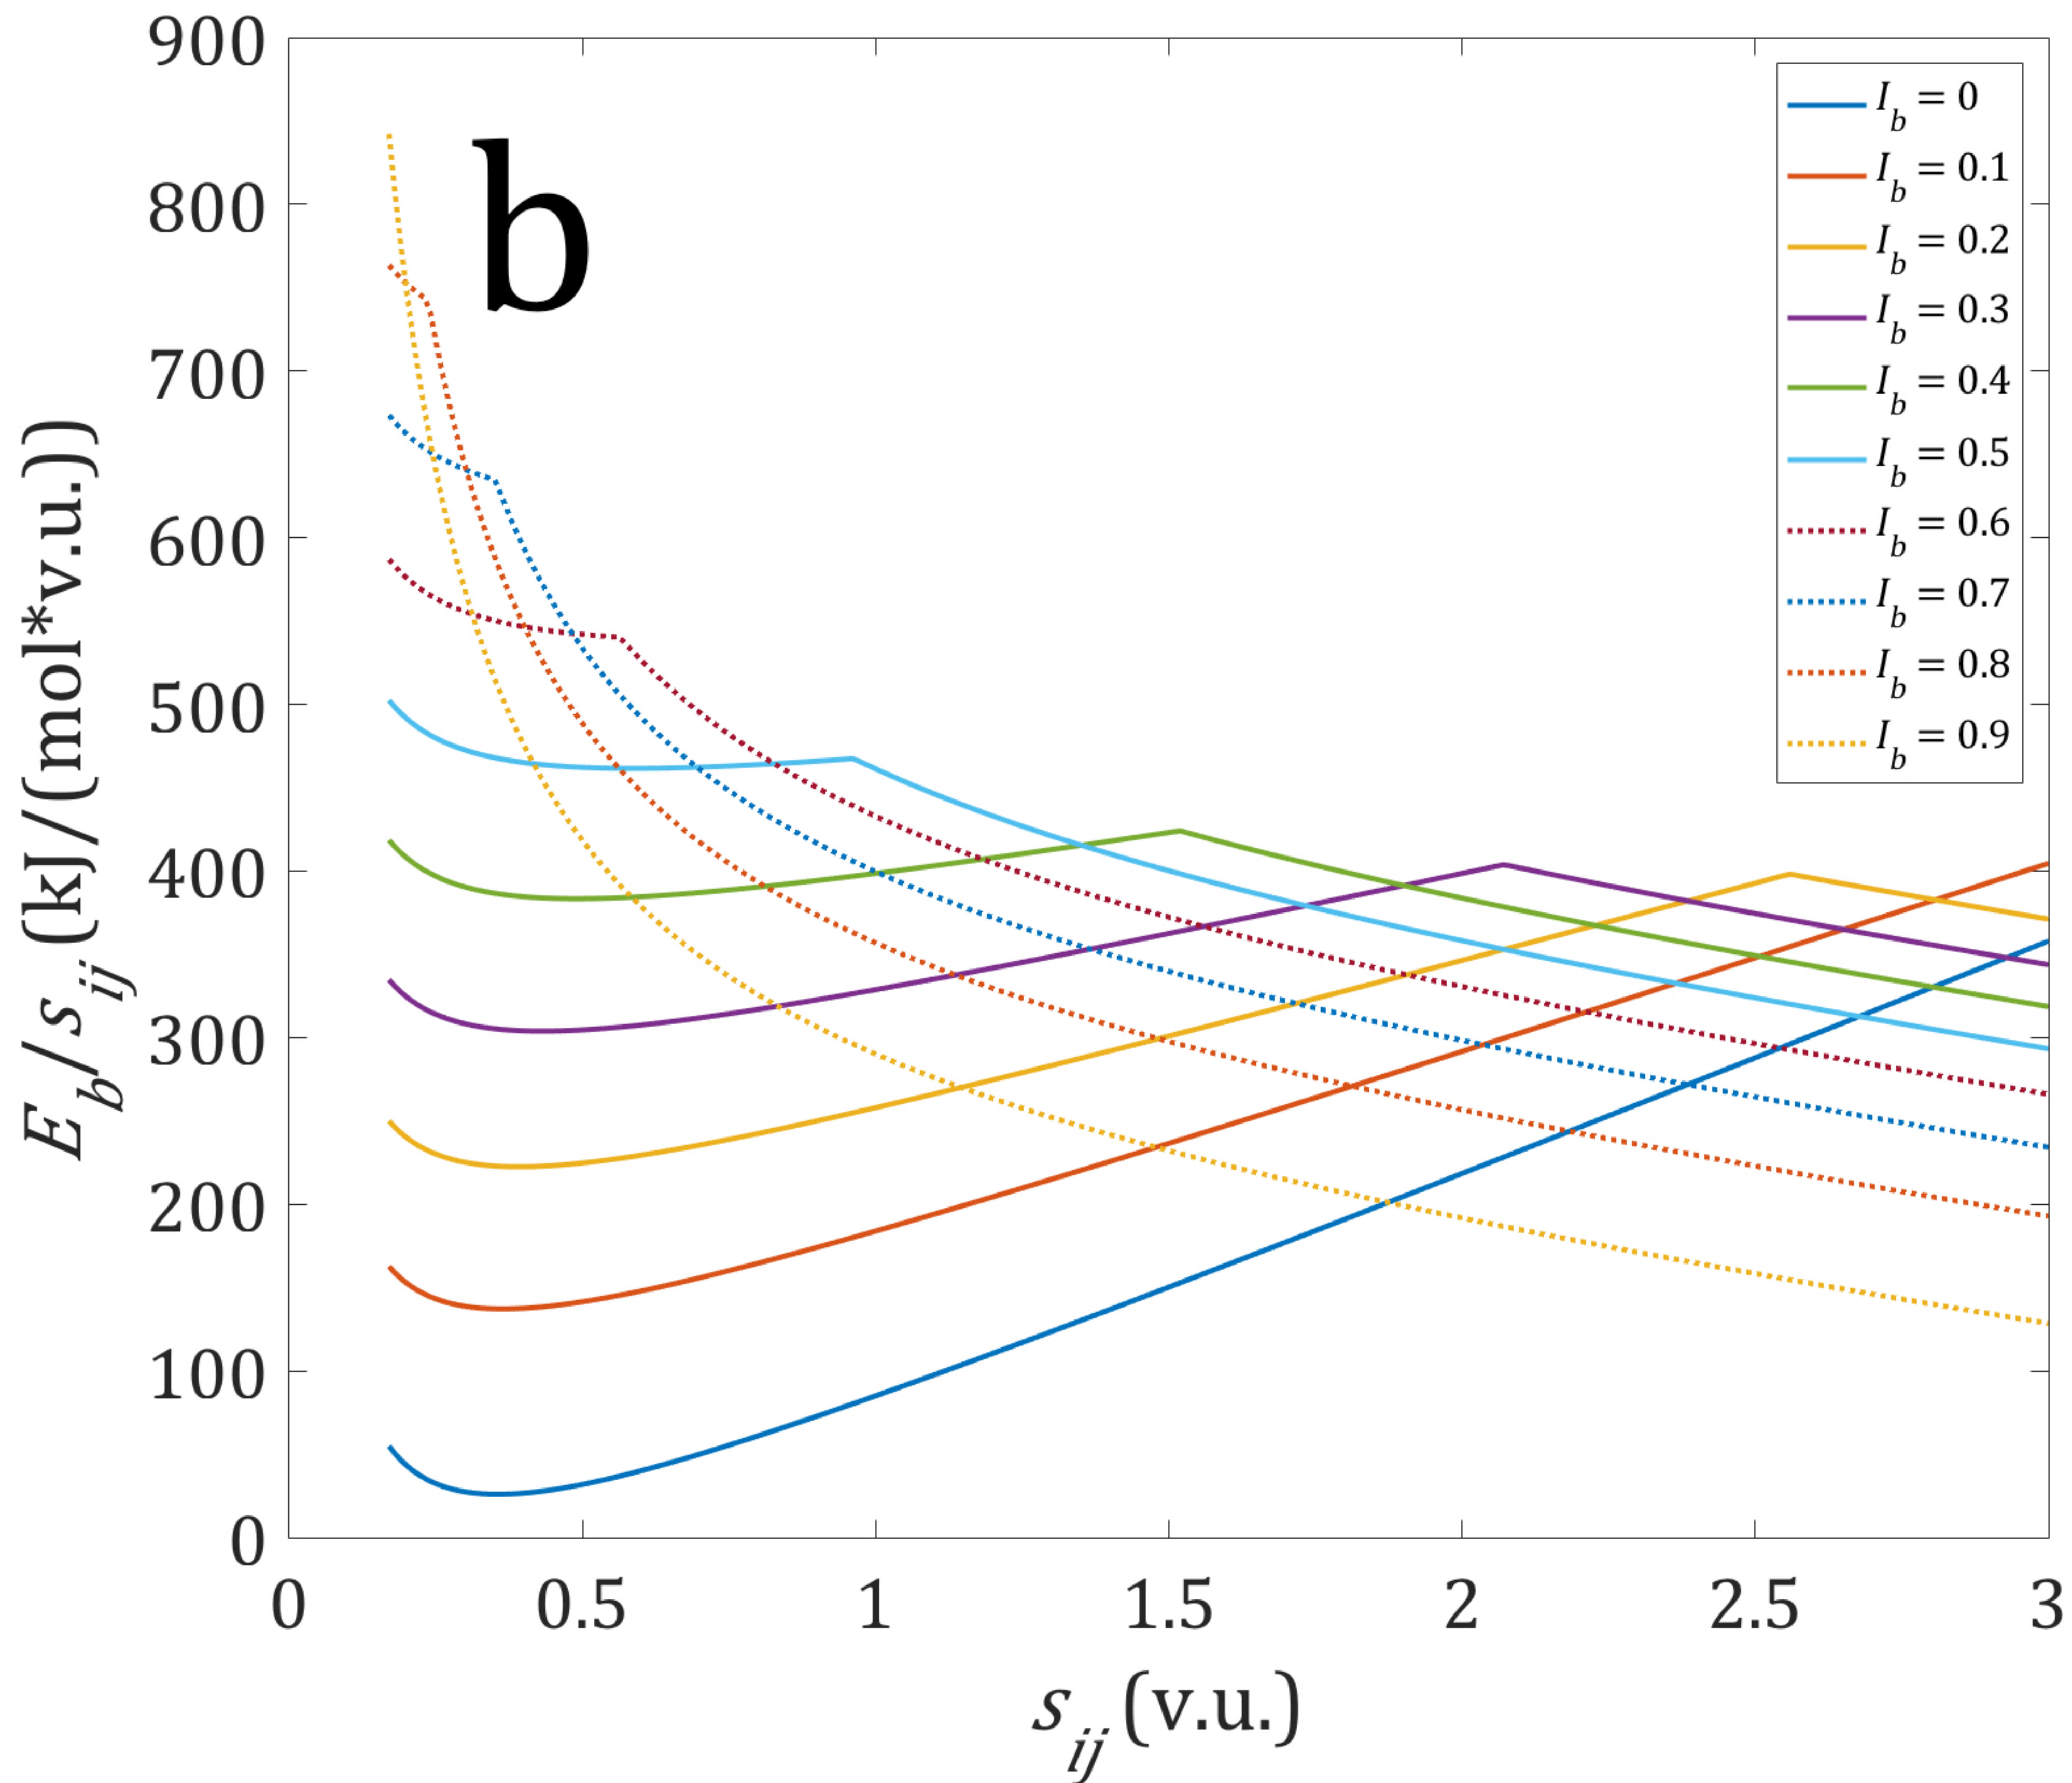 900
800
700
600
500
400
300
200
100
0
E_b/s_ij (kJ/(mol*v.u.))
b
I_b = 0
I_b = 0.1
I_b = 0.2
I_b = 0.3
I_b = 0.4
I_b = 0.5
I_b = 0.6
I_b = 0.7
I_b = 0.8
I_b = 0.9
0 0.5 1 1.5 2 2.5 3
s_ij (v.u.)